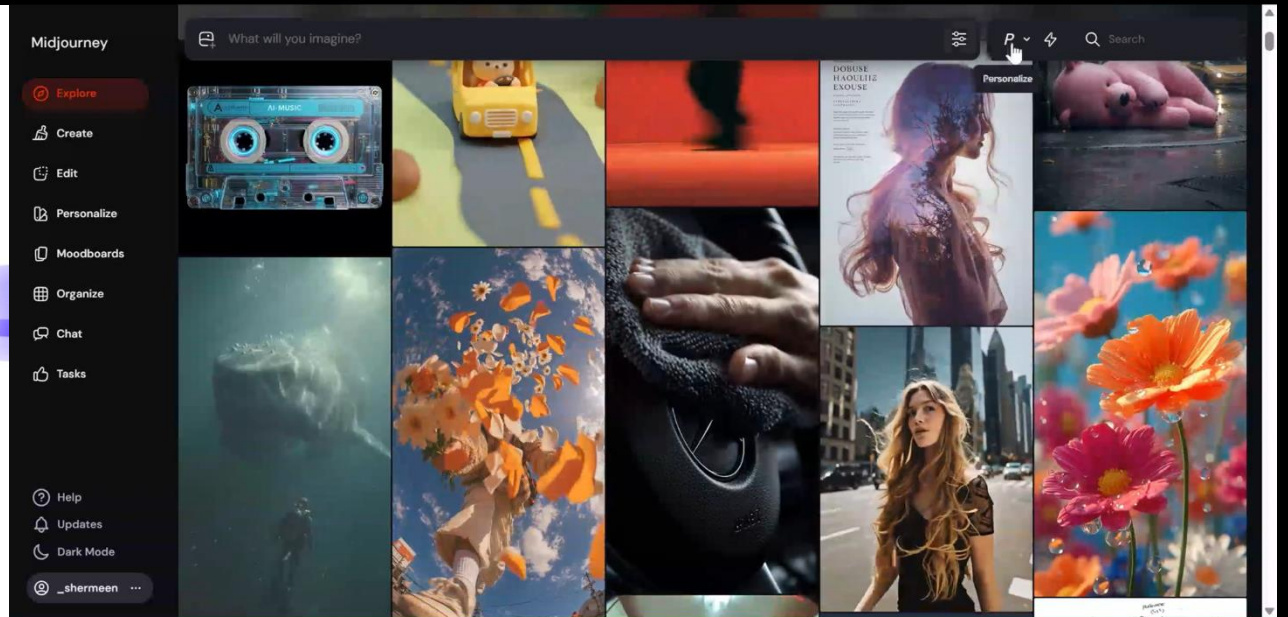 Midjourney
What will you imagine?
P
Search
Personalize
Explore
Create
Edit
Personalize
Moodboards
Organize
Chat
Tasks
Help
Updates
Dark Mode
_shermeen
AI-MUSIC
DOBUSE
HAOULIIZ
EXOUSE